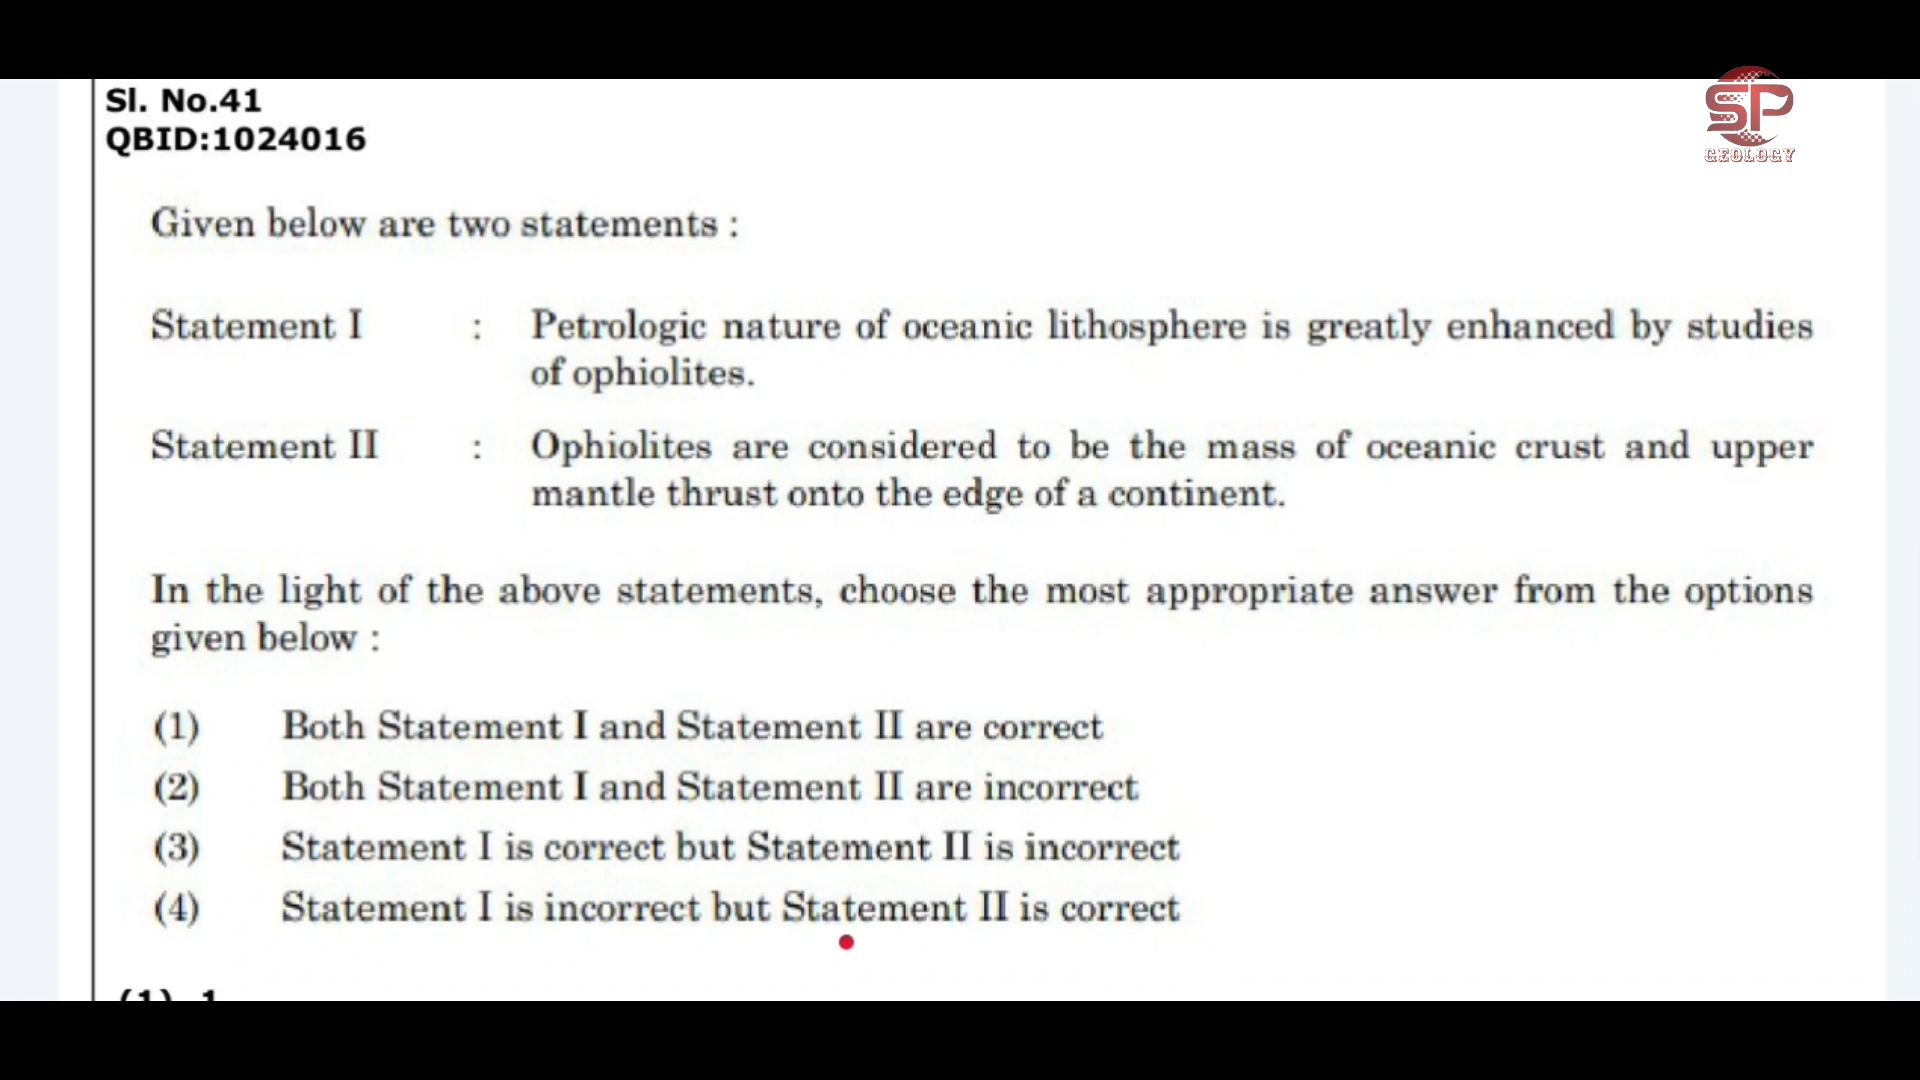 Sl. No.41
QBID:1024016
SP
GEOLOGY
Given below are two statements :
Statement I : Petrologic nature of oceanic lithosphere is greatly enhanced by studies
of ophiolites.
Statement II : Ophiolites are considered to be the mass of oceanic crust and upper
mantle thrust onto the edge of a continent.
In the light of the above statements, choose the most appropriate answer from the options
given below :
(1) Both Statement I and Statement II are correct
(2) Both Statement I and Statement II are incorrect
(3) Statement I is correct but Statement II is incorrect
(4) Statement I is incorrect but Statement II is correct
(1) 1